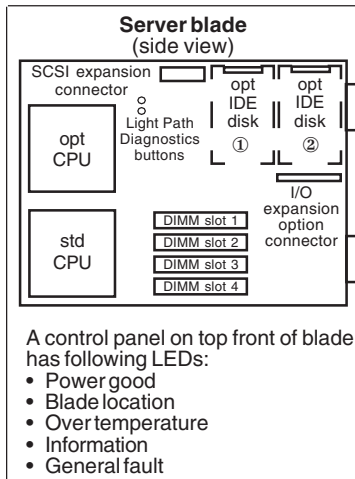 Server blade
(side view)
SCSI expansion
connector
opt
IDE
disk
①
opt
IDE
disk
②
Light Path
Diagnostics
buttons
opt
CPU
I/O
expansion
option
connector
std
CPU
DIMM slot 1
DIMM slot 2
DIMM slot 3
DIMM slot 4
A control panel on top front of blade
has following LEDs:
• Power good
• Blade location
• Over temperature
• Information
• General fault